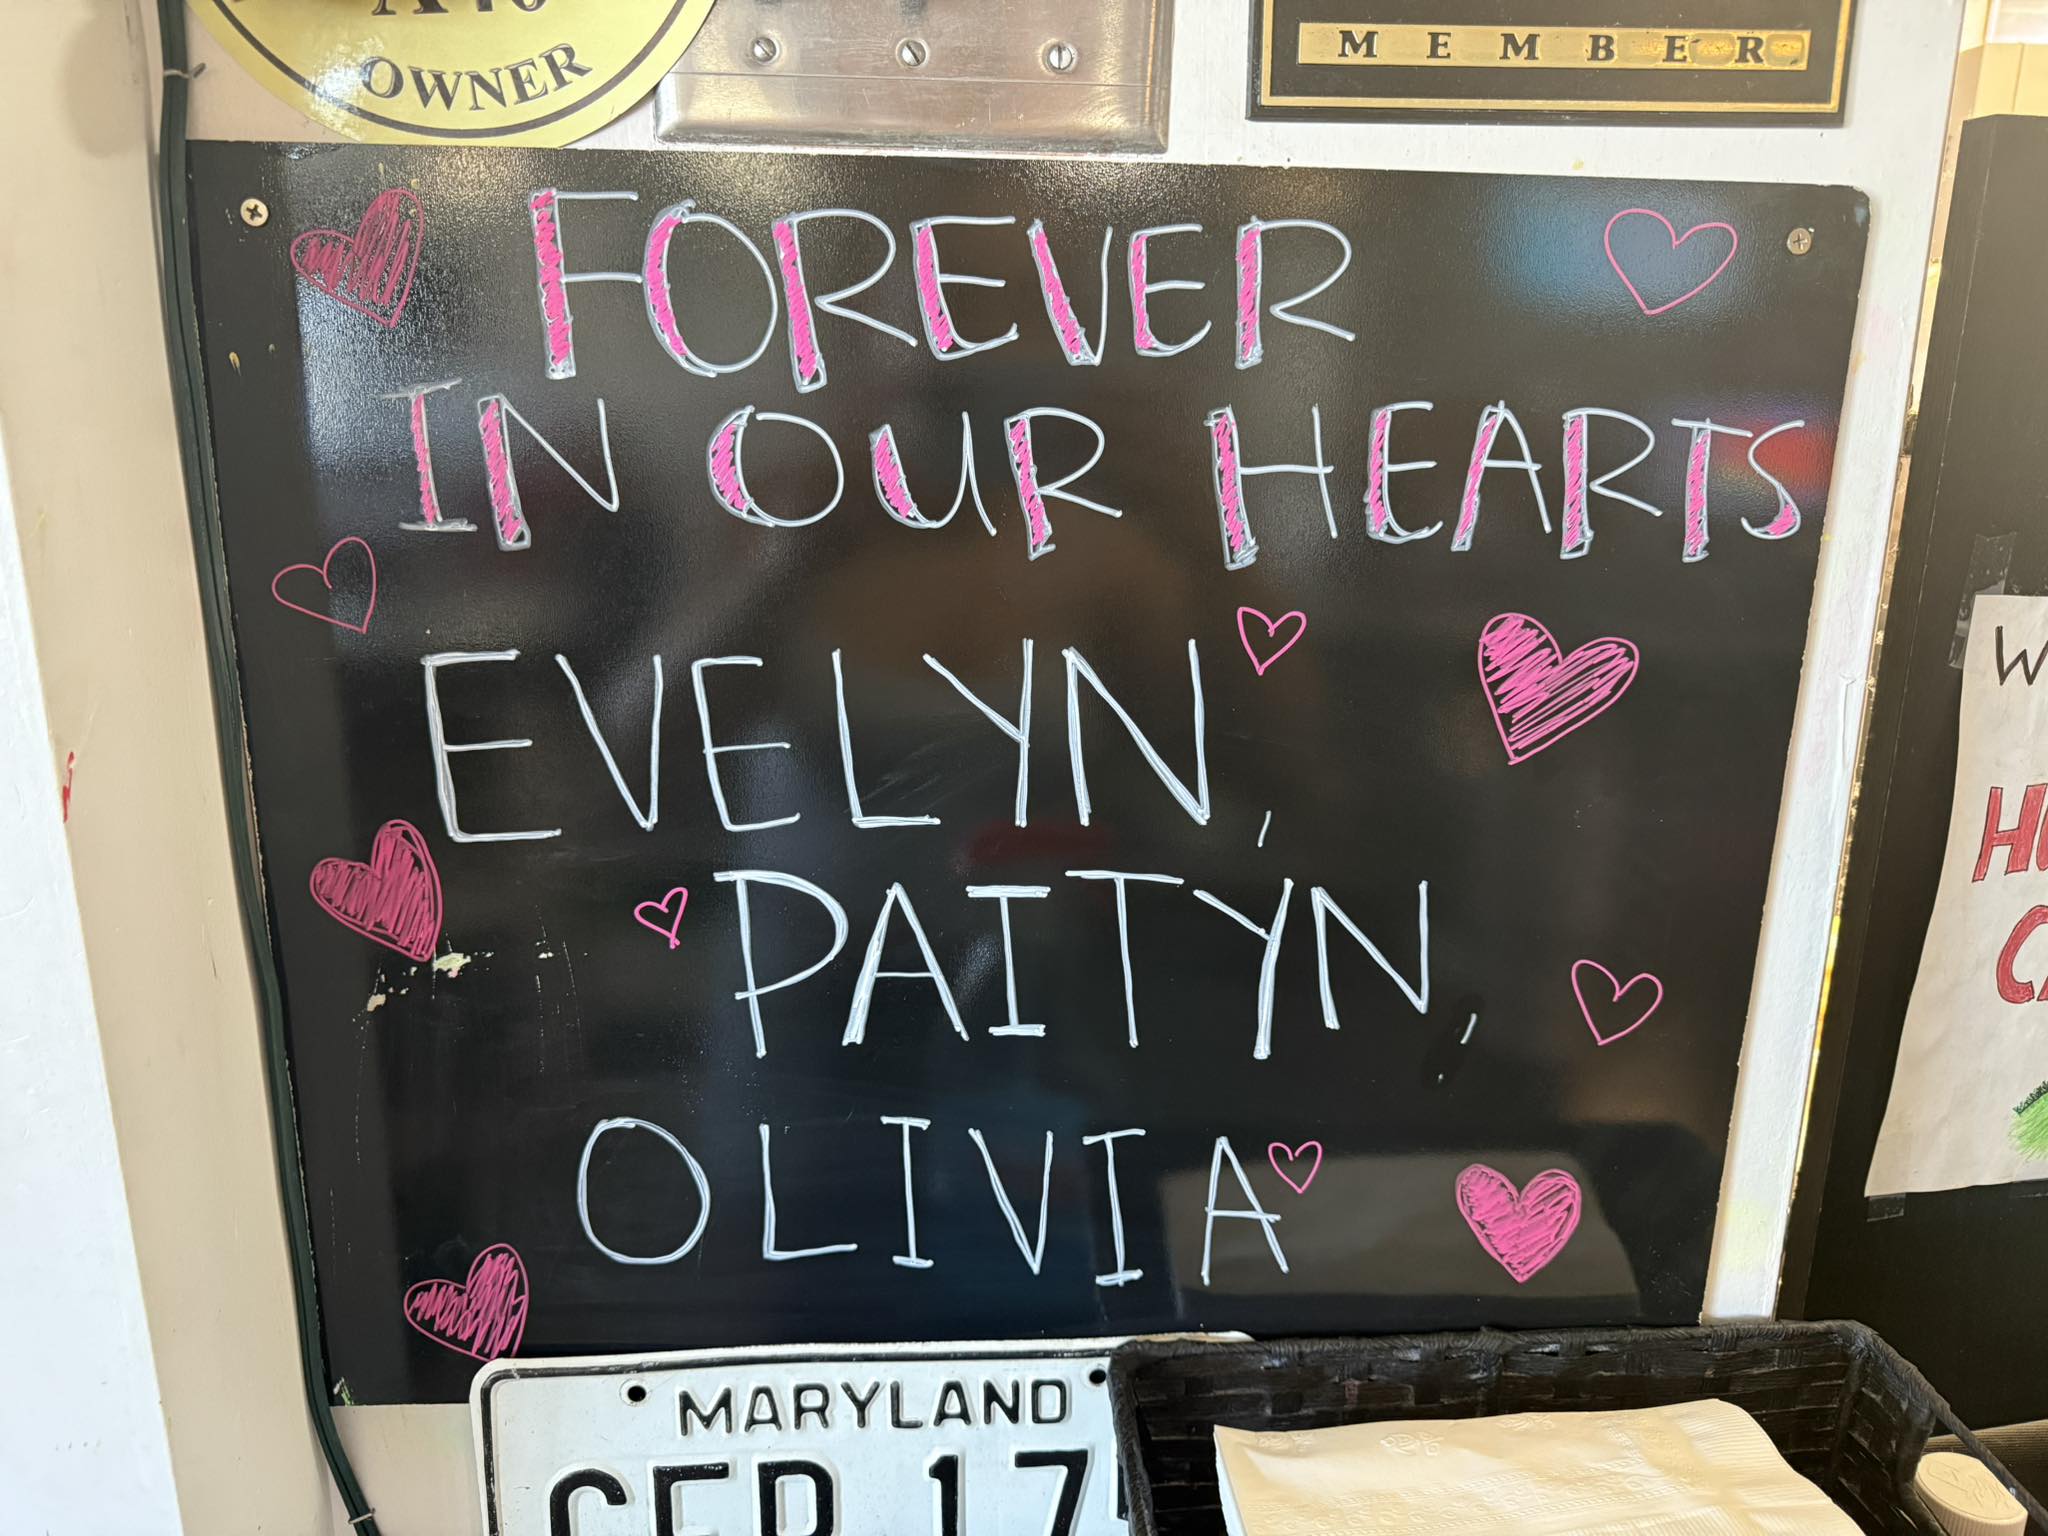 OWNER
MEMBER
FOREVER
IN OUR HEARTS
EVELYN,
PAITYN,
OLIVIA
MARYLAND